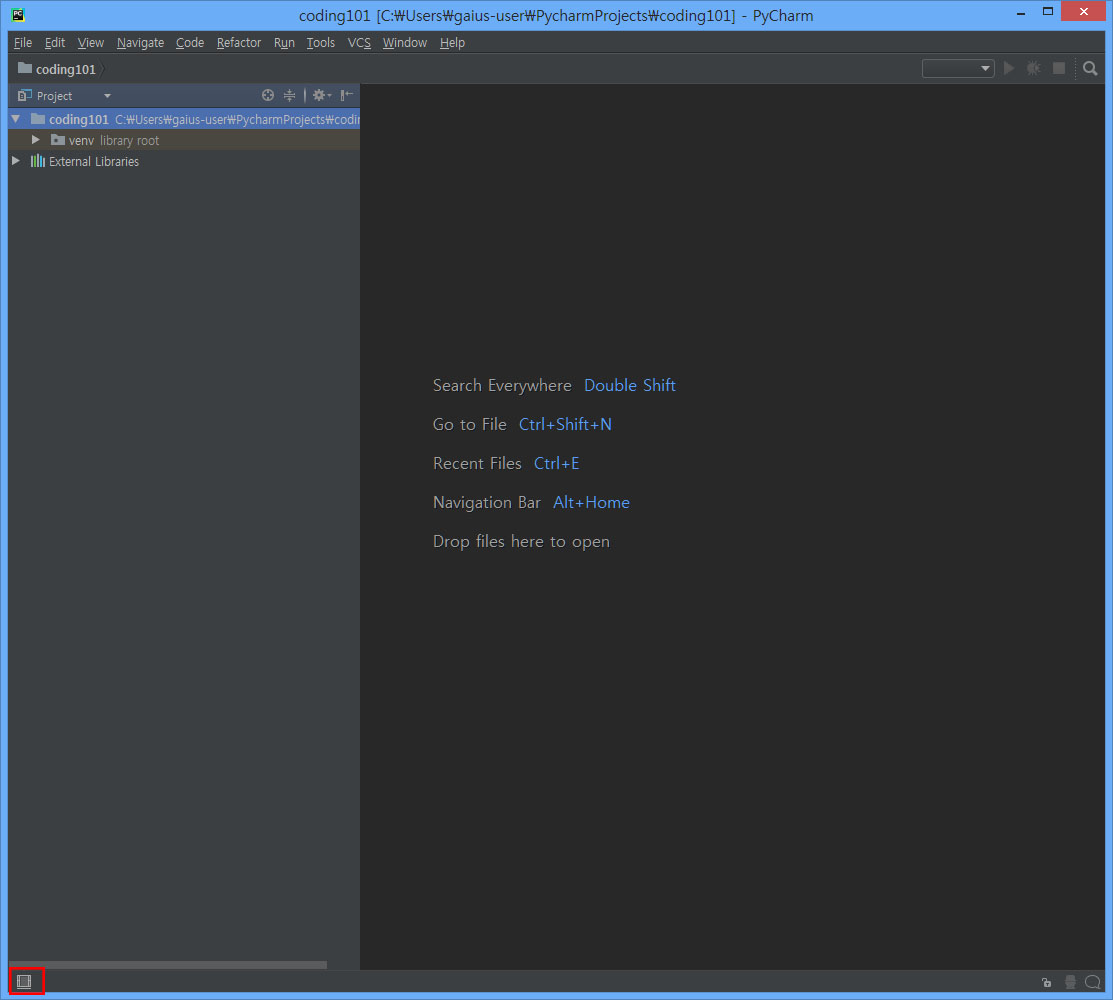 coding101 [C:₩Users₩gaius-user₩PycharmProjects₩coding101] - PyCharm
File Edit View Navigate Code Refactor Run Tools VCS Window Help
coding101
Project
coding101 C:₩Users₩gaius-user₩PycharmProjects₩codin
venv library root
External Libraries
Search Everywhere Double Shift
Go to File Ctrl+Shift+N
Recent Files Ctrl+E
Navigation Bar Alt+Home
Drop files here to open